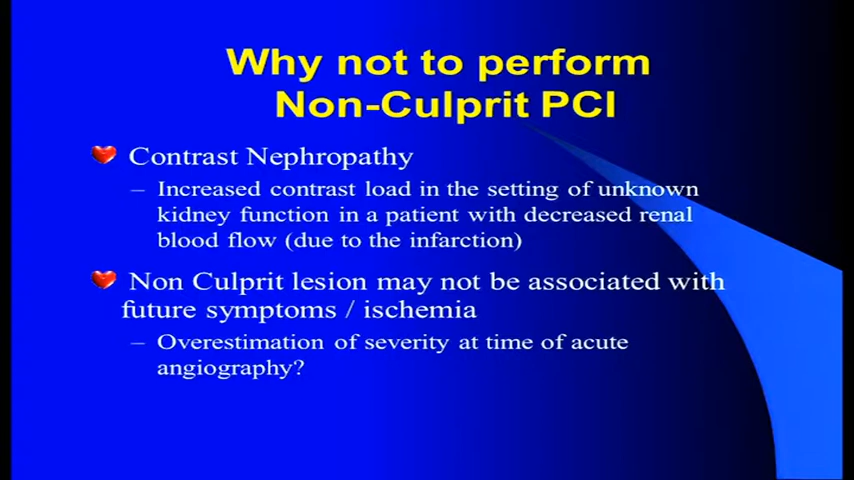 Why not to perform
Non-Culprit PCI
Contrast Nephropathy
– Increased contrast load in the setting of unknown
kidney function in a patient with decreased renal
blood flow (due to the infarction)
Non Culprit lesion may not be associated with
future symptoms / ischemia
– Overestimation of severity at time of acute
angiography?